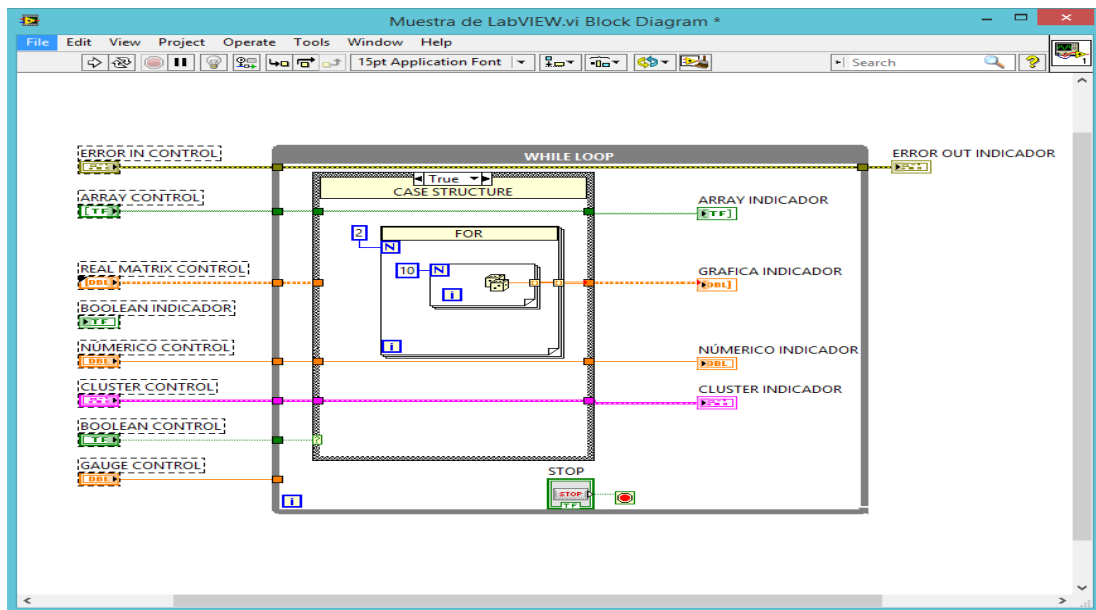 Muestra de LabVIEW.vi Block Diagram *
File Edit View Project Operate Tools Window Help
15pt Application Font
Search
1
ERROR IN CONTROL
WHILE LOOP
ERROR OUT INDICADOR
True
CASE STRUCTURE
ARRAY CONTROL
TF
ARRAY INDICADOR
TF
2
N
FOR
REAL MATRIX CONTROL
DBL
10
N
i
GRAFICA INDICADOR
DBL
BOOLEAN INDICADOR
TF
i
NÚMERICO CONTROL
DBL
NÚMERICO INDICADOR
DBL
CLUSTER CONTROL
CLUSTER INDICADOR
BOOLEAN CONTROL
TF
?
GAUGE CONTROL
DBL
STOP
STOP
TF
i